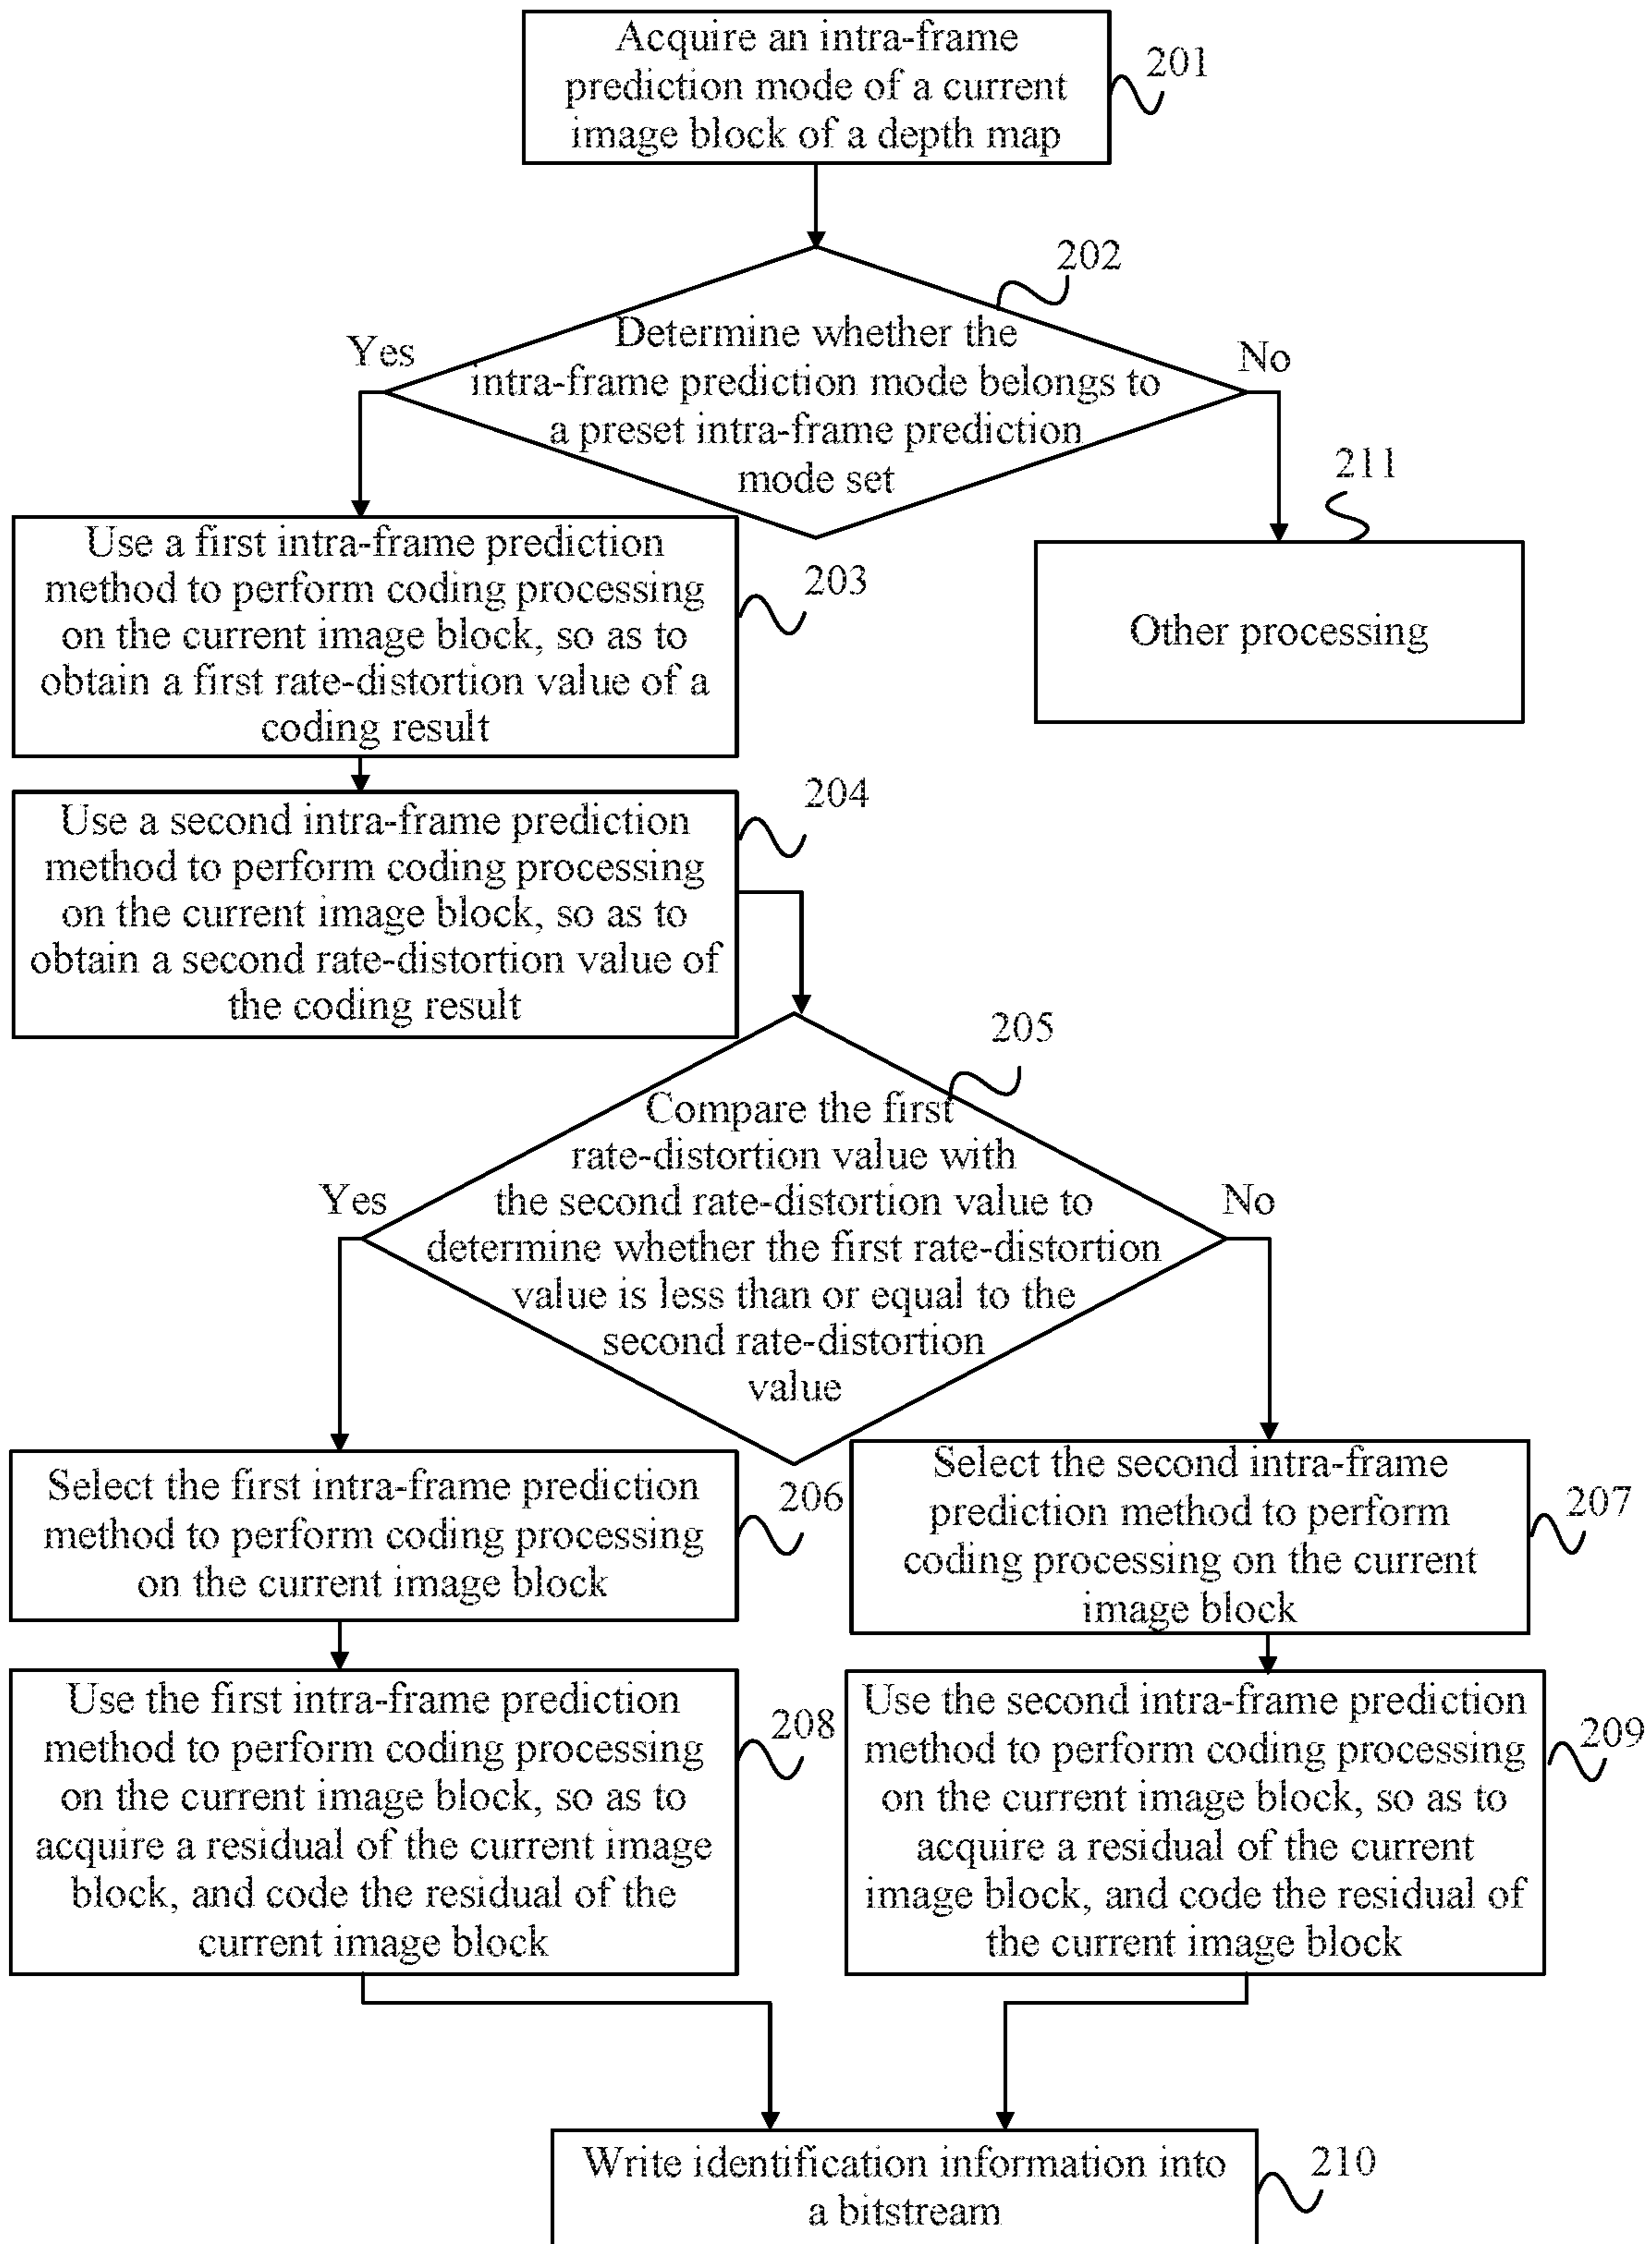 Acquire an intra-frame
prediction mode of a current
image block of a depth map
201
202
Determine whether the
intra-frame prediction mode belongs to
a preset intra-frame prediction
mode set
Yes
No
211
Use a first intra-frame prediction
method to perform coding processing
on the current image block, so as to
obtain a first rate-distortion value of a
coding result
203
Other processing
Use a second intra-frame prediction
method to perform coding processing
on the current image block, so as to
obtain a second rate-distortion value of
the coding result
204
205
Compare the first
rate-distortion value with
the second rate-distortion value to
determine whether the first rate-distortion
value is less than or equal to the
second rate-distortion
value
Yes
No
Select the first intra-frame prediction
method to perform coding processing
on the current image block
206
Select the second intra-frame
prediction method to perform
coding processing on the current
image block
207
Use the first intra-frame prediction
method to perform coding processing
on the current image block, so as to
acquire a residual of the current image
block, and code the residual of the
current image block
208
Use the second intra-frame prediction
method to perform coding processing
on the current image block, so as to
acquire a residual of the current
image block, and code the residual of
the current image block
209
Write identification information into
a bitstream
210